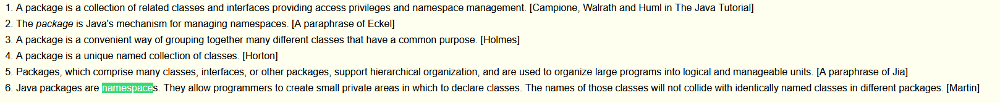 1. A package is a collection of related classes and interfaces providing access privileges and namespace management. [Campione, Walrath and Huml in The Java Tutorial]
2. The package is Java's mechanism for managing namespaces. [A paraphrase of Eckel]
3. A package is a convenient way of grouping together many different classes that have a common purpose. [Holmes]
4. A package is a unique named collection of classes. [Horton]
5. Packages, which comprise many classes, interfaces, or other packages, support hierarchical organization, and are used to organize large programs into logical and manageable units. [A paraphrase of Jia]
6. Java packages are namespaces. They allow programmers to create small private areas in which to declare classes. The names of those classes will not collide with identically named classes in different packages. [Martin]